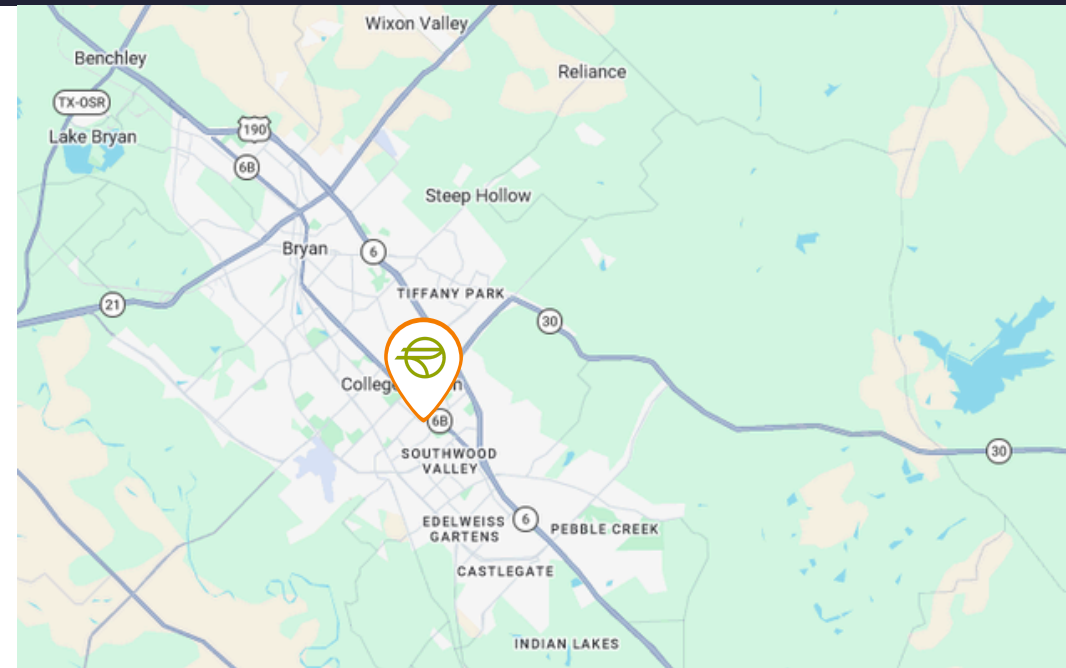 Wixon Valley
Benchley
Reliance
TX-OSR
190
Lake Bryan
6B
Steep Hollow
Bryan
6
TIFFANY PARK
21
30
6B
SOUTHWOOD
VALLEY
30
EDELWEISS
GARTENS
6
PEBBLE CREEK
CASTLEGATE
INDIAN LAKES